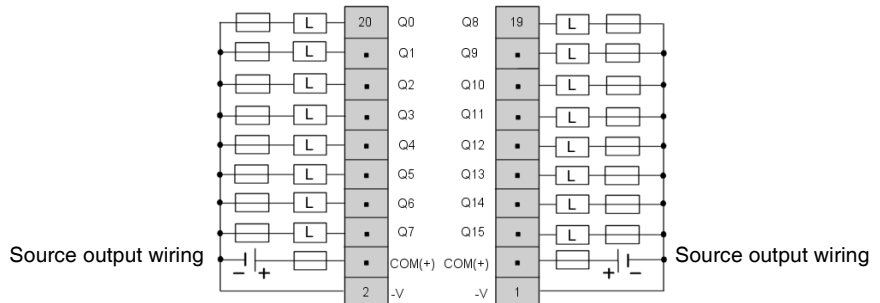 L 20 Q0 Q8 19 L
L Q1 Q9 L
L Q2 Q10 L
L Q3 Q11 L
L Q4 Q12 L
L Q5 Q13 L
L Q6 Q14 L
L Q7 Q15 L
Source output wiring − + COM(+) COM(+) + − Source output wiring
2 -V -V 1